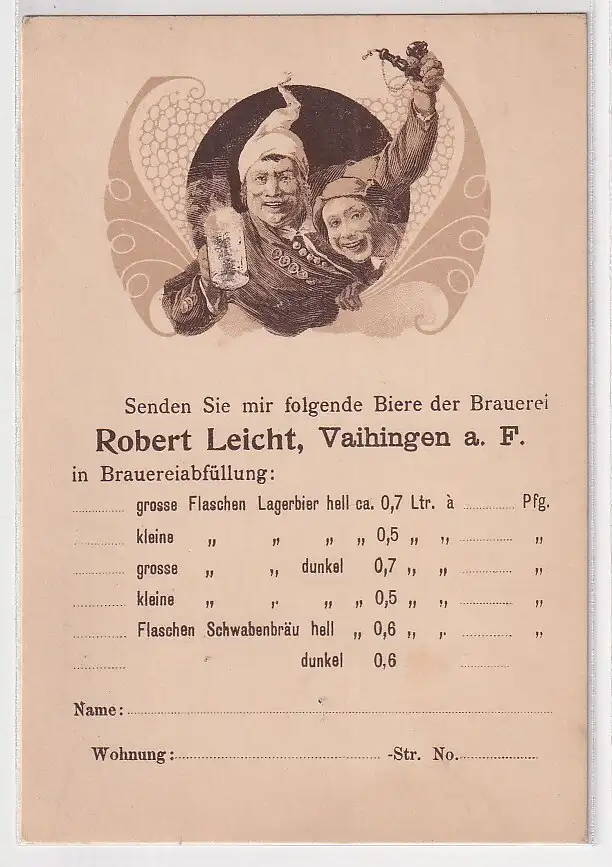 Senden Sie mir folgende Biere der Brauerei
Robert Leicht, Vaihingen a. F.
in Brauereiabfüllung:
............ grosse Flaschen Lagerbier hell ca. 0,7 Ltr. à ............ Pfg.
............ kleine „ „ „ „ 0,5 „ „ ............ „
............ grosse „ „ dunkel 0,7 „ „ ............ „
............ kleine „ „ „ „ 0,5 „ „ ............ „
............ Flaschen Schwabenbräu hell „ 0,6 „ „ ............ „
............ dunkel 0,6 ............
Name: ............
Wohnung: ............ -Str. No. ............